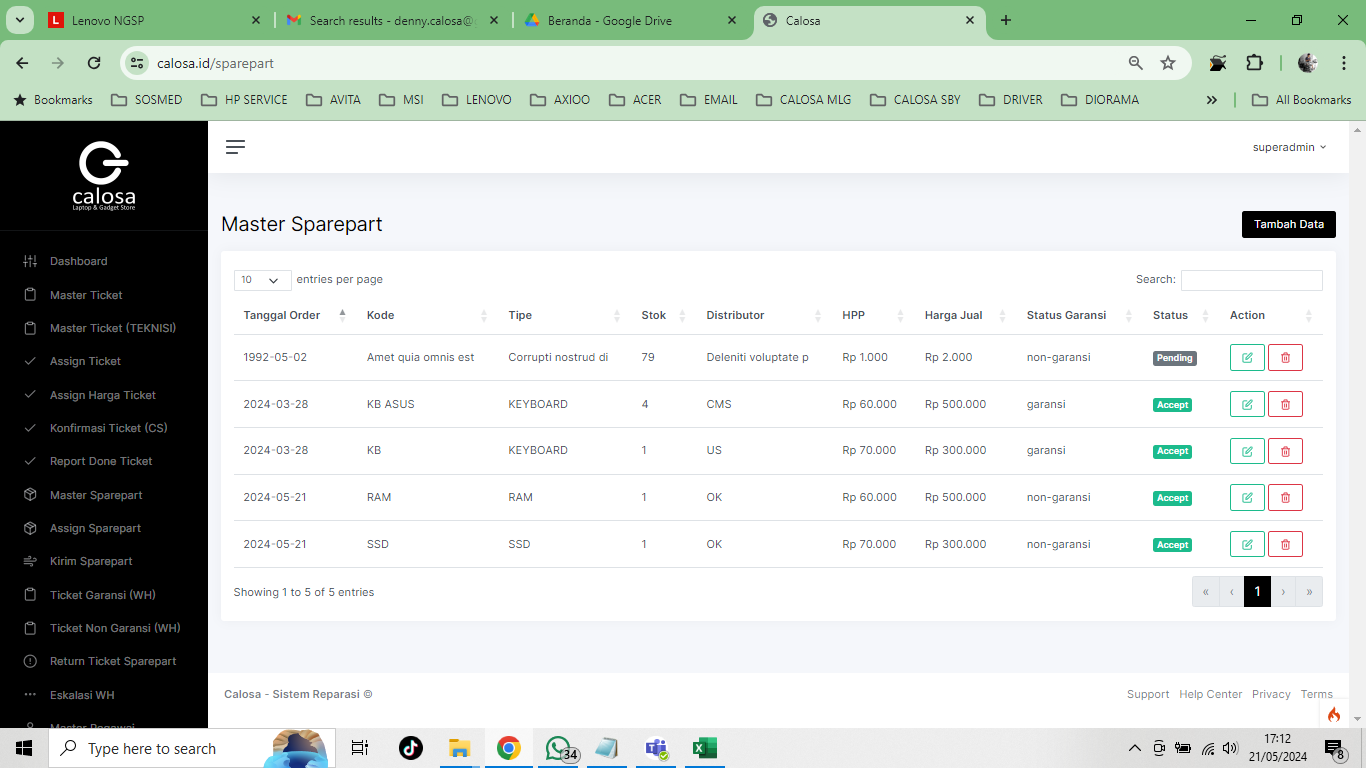 Lenovo NGSP
Search results - denny.calosa@
Beranda - Google Drive
Calosa
calosa.id/sparepart
Bookmarks SOSMED HP SERVICE AVITA MSI LENOVO AXIOO ACER EMAIL CALOSA MLG CALOSA SBY DRIVER DIORAMA » All Bookmarks
calosa
Laptop & Gadget Store
superadmin
Dashboard
Master Ticket
Master Ticket (TEKNISI)
Assign Ticket
Assign Harga Ticket
Konfirmasi Ticket (CS)
Report Done Ticket
Master Sparepart
Assign Sparepart
Kirim Sparepart
Ticket Garansi (WH)
Ticket Non Garansi (WH)
Return Ticket Sparepart
Eskalasi WH
Master Pegawai
Master Sparepart
Tambah Data
10 entries per page
Search:
Tanggal Order Kode Tipe Stok Distributor HPP Harga Jual Status Garansi Status Action
1992-05-02 Amet quia omnis est Corrupti nostrud di 79 Deleniti voluptate p Rp 1.000 Rp 2.000 non-garansi Pending
2024-03-28 KB ASUS KEYBOARD 4 CMS Rp 60.000 Rp 500.000 garansi Accept
2024-03-28 KB KEYBOARD 1 US Rp 70.000 Rp 300.000 garansi Accept
2024-05-21 RAM RAM 1 OK Rp 60.000 Rp 500.000 non-garansi Accept
2024-05-21 SSD SSD 1 OK Rp 70.000 Rp 300.000 non-garansi Accept
Showing 1 to 5 of 5 entries
« ‹ 1 › »
Calosa - Sistem Reparasi ©
Support Help Center Privacy Terms
Type here to search
34
17:12
21/05/2024
8